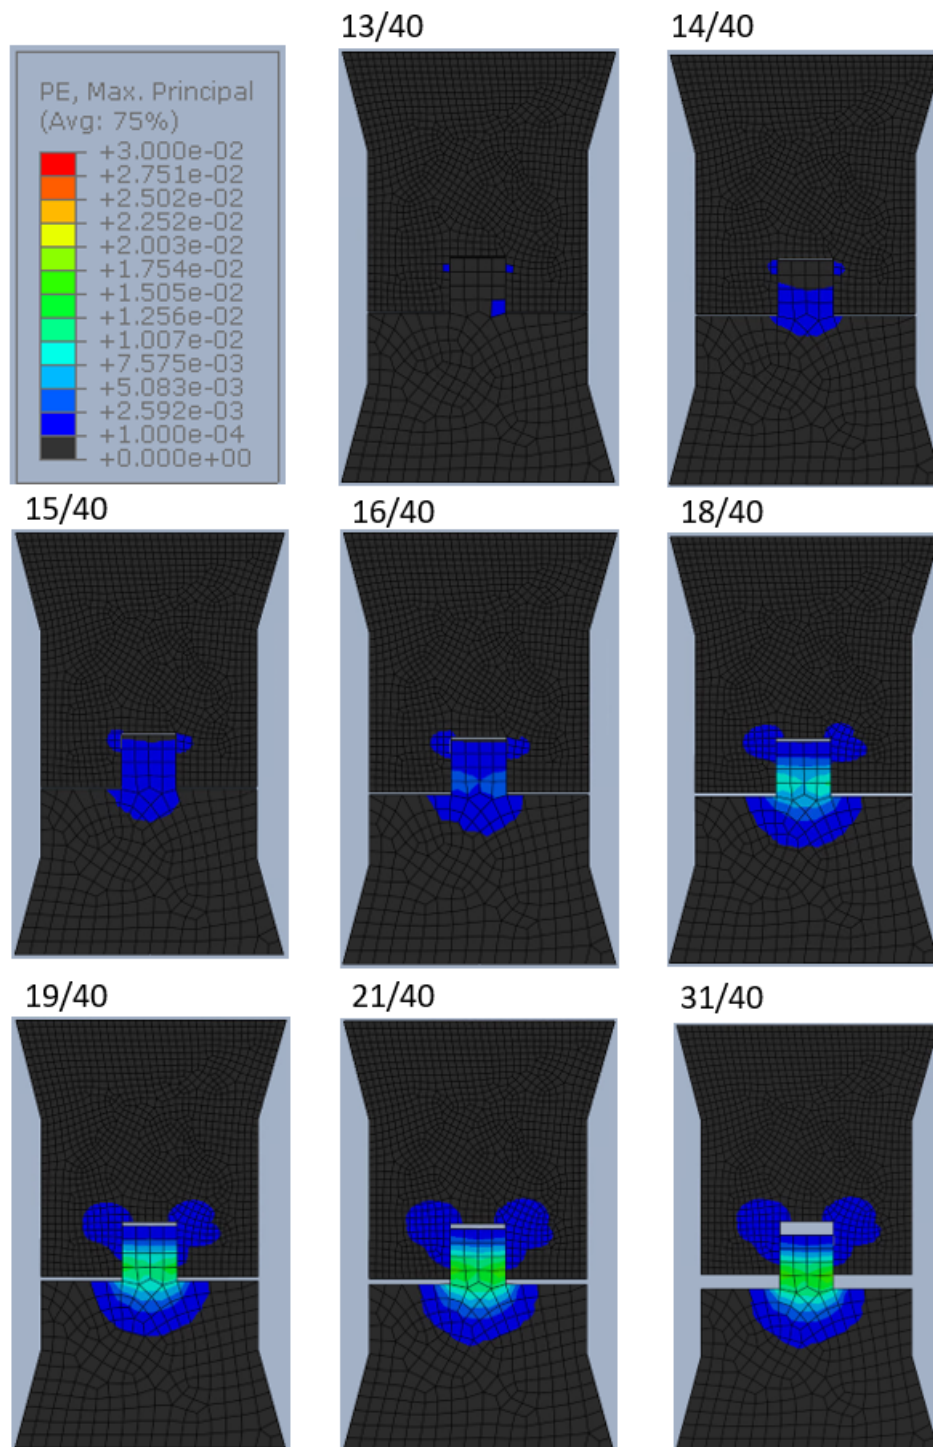 13/40
14/40
PE, Max. Principal
(Avg: 75%)
+3.000e-02
+2.751e-02
+2.502e-02
+2.252e-02
+2.003e-02
+1.754e-02
+1.505e-02
+1.256e-02
+1.007e-02
+7.575e-03
+5.083e-03
+2.592e-03
+1.000e-04
+0.000e+00
15/40
16/40
18/40
19/40
21/40
31/40